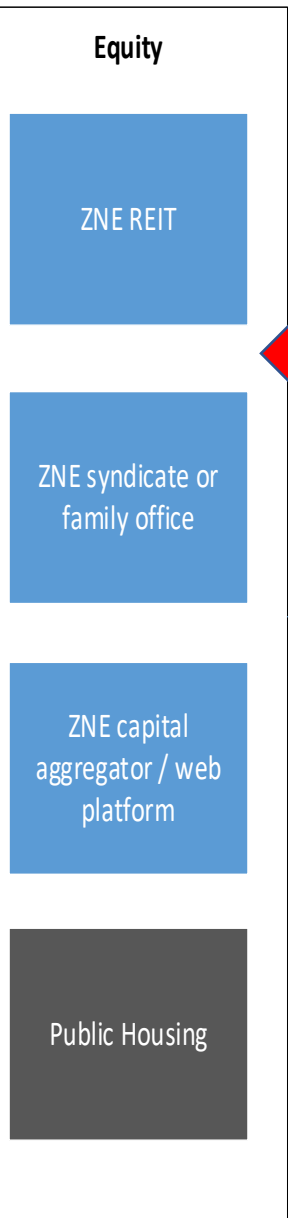 Equity
ZNE REIT
ZNE syndicate or
family office
ZNE capital
aggregator / web
platform
Public Housing